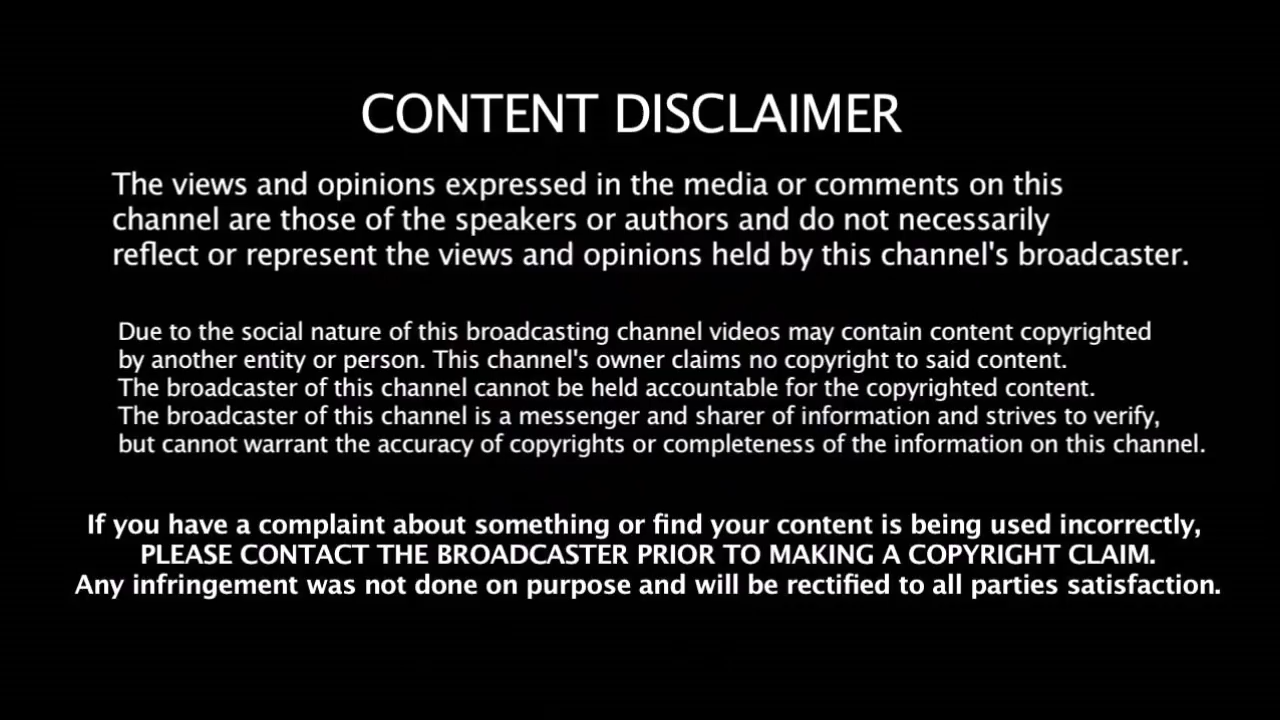 CONTENT DISCLAIMER
The views and opinions expressed in the media or comments on this
channel are those of the speakers or authors and do not necessarily
reflect or represent the views and opinions held by this channel's broadcaster.
Due to the social nature of this broadcasting channel videos may contain content copyrighted
by another entity or person. This channel's owner claims no copyright to said content.
The broadcaster of this channel cannot be held accountable for the copyrighted content.
The broadcaster of this channel is a messenger and sharer of information and strives to verify,
but cannot warrant the accuracy of copyrights or completeness of the information on this channel.
If you have a complaint about something or find your content is being used incorrectly,
PLEASE CONTACT THE BROADCASTER PRIOR TO MAKING A COPYRIGHT CLAIM.
Any infringement was not done on purpose and will be rectified to all parties satisfaction.